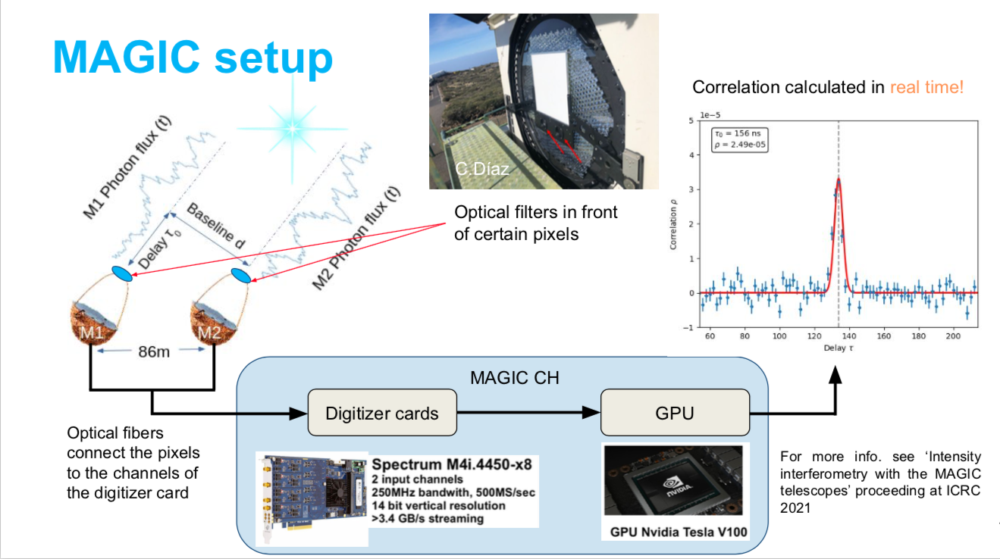 MAGIC setup
M1 Photon flux (t)
Delay τ0
Baseline d
M2 Photon flux (t)
M1
M2
86m
C.Díaz
Optical filters in front
of certain pixels
Correlation calculated in real time!
1e−5
τ0 = 156 ns
ρ = 2.49e-05
5
4
3
2
1
0
−1
Correlation ρ
60 80 100 120 140 160 180 200
Delay τ
MAGIC CH
Digitizer cards
GPU
Optical fibers
connect the pixels
to the channels of
the digitizer card
Spectrum M4i.4450-x8
2 input channels
250MHz bandwith, 500MS/sec
14 bit vertical resolution
>3.4 GB/s streaming
NVIDIA
GPU Nvidia Tesla V100
For more info. see ‘Intensity
interferometry with the MAGIC
telescopes’ proceeding at ICRC
2021